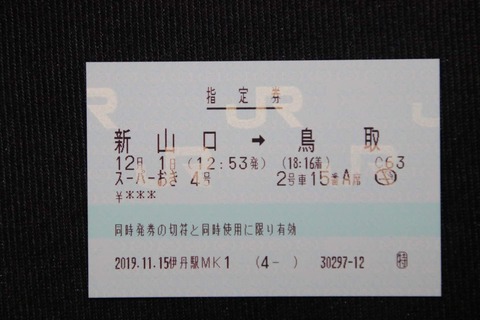 指定券
新山口 → 鳥取
12月 1日 (12:53発) (18:16着) C63
スーパーおき 4号 2号車 15番A席
¥***
同時発券の切符と同時使用に限り有効
2019.11.15伊丹駅MK1 (4- ) 30297-12